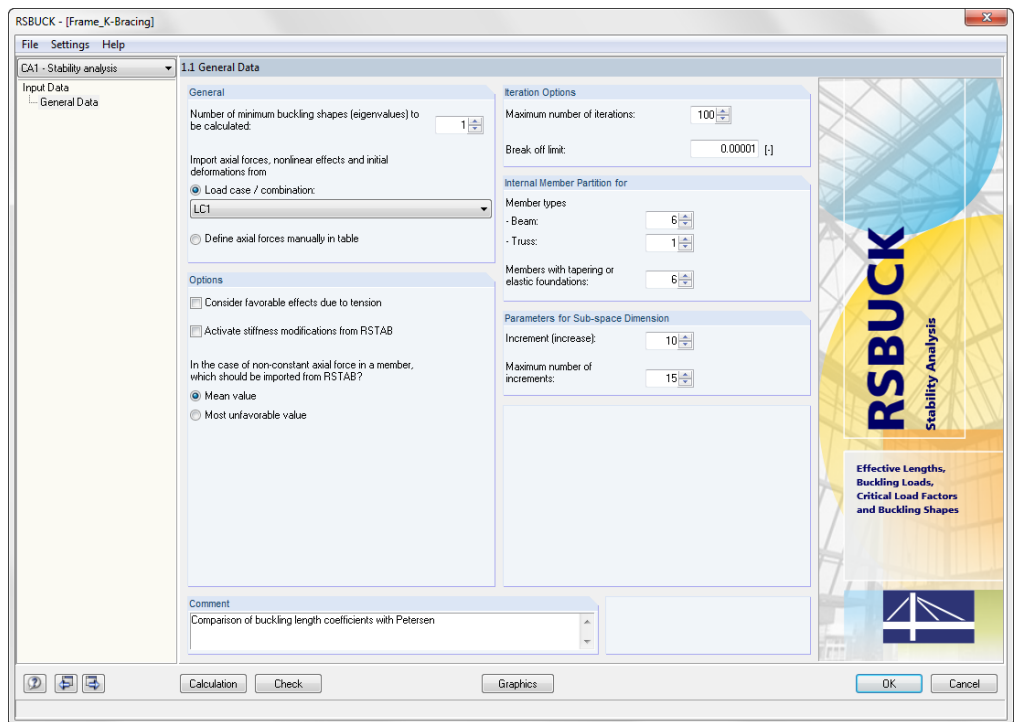 RSBUCK - [Frame_K-Bracing]
File Settings Help
CA1 - Stability analysis
1.1 General Data
Input Data
General Data
General
Number of minimum buckling shapes (eigenvalues) to
be calculated:
1
Import axial forces, nonlinear effects and initial
deformations from
Load case / combination:
LC1
Define axial forces manually in table
Options
Consider favorable effects due to tension
Activate stiffness modifications from RSTAB
In the case of non-constant axial force in a member,
which should be imported from RSTAB?
Mean value
Most unfavorable value
Iteration Options
Maximum number of iterations: 100
Break off limit: 0.00001 [-]
Internal Member Partition for
Member types
- Beam: 6
- Truss: 1
Members with tapering or
elastic foundations: 6
Parameters for Sub-space Dimension
Increment (increase): 10
Maximum number of
increments: 15
Comment
Comparison of buckling length coefficients with Petersen
RSBUCK
Stability Analysis
Effective Lengths,
Buckling Loads,
Critical Load Factors
and Buckling Shapes
Calculation Check Graphics OK Cancel